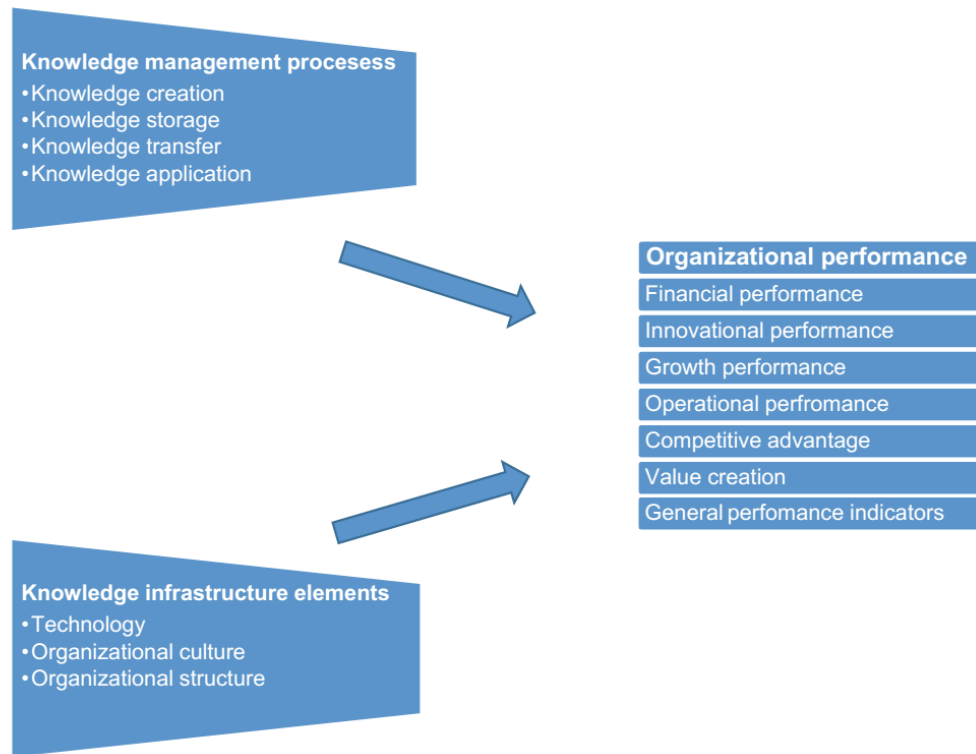 Knowledge management procesess
•Knowledge creation
•Knowledge storage
•Knowledge transfer
•Knowledge application
Organizational performance
Financial performance
Innovational performance
Growth performance
Operational perfromance
Competitive advantage
Value creation
General perfomance indicators
Knowledge infrastructure elements
•Technology
•Organizational culture
•Organizational structure